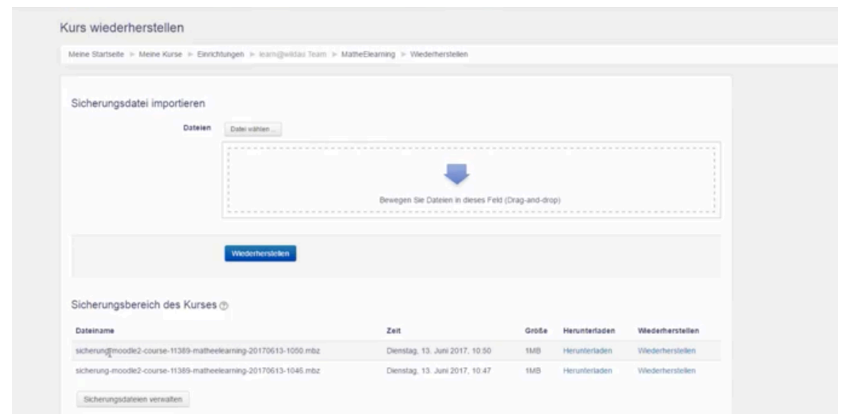 Kurs wiederherstellen
Meine Startseite > Meine Kurse > Einrichtungen > learn@wildau Team > MatheElearning > Wiederherstellen
Sicherungsdatei importieren
Dateien
Datei wählen ...
Bewegen Sie Dateien in dieses Feld (Drag-and-drop)
Wiederherstellen
Sicherungsbereich des Kurses
Dateiname Zeit Größe Herunterladen Wiederherstellen
sicherung-moodle2-course-11389-matheelearning-20170613-1050.mbz Dienstag, 13. Juni 2017, 10:50 1MB Herunterladen Wiederherstellen
sicherung-moodle2-course-11389-matheelearning-20170613-1046.mbz Dienstag, 13. Juni 2017, 10:47 1MB Herunterladen Wiederherstellen
Sicherungsdateien verwalten